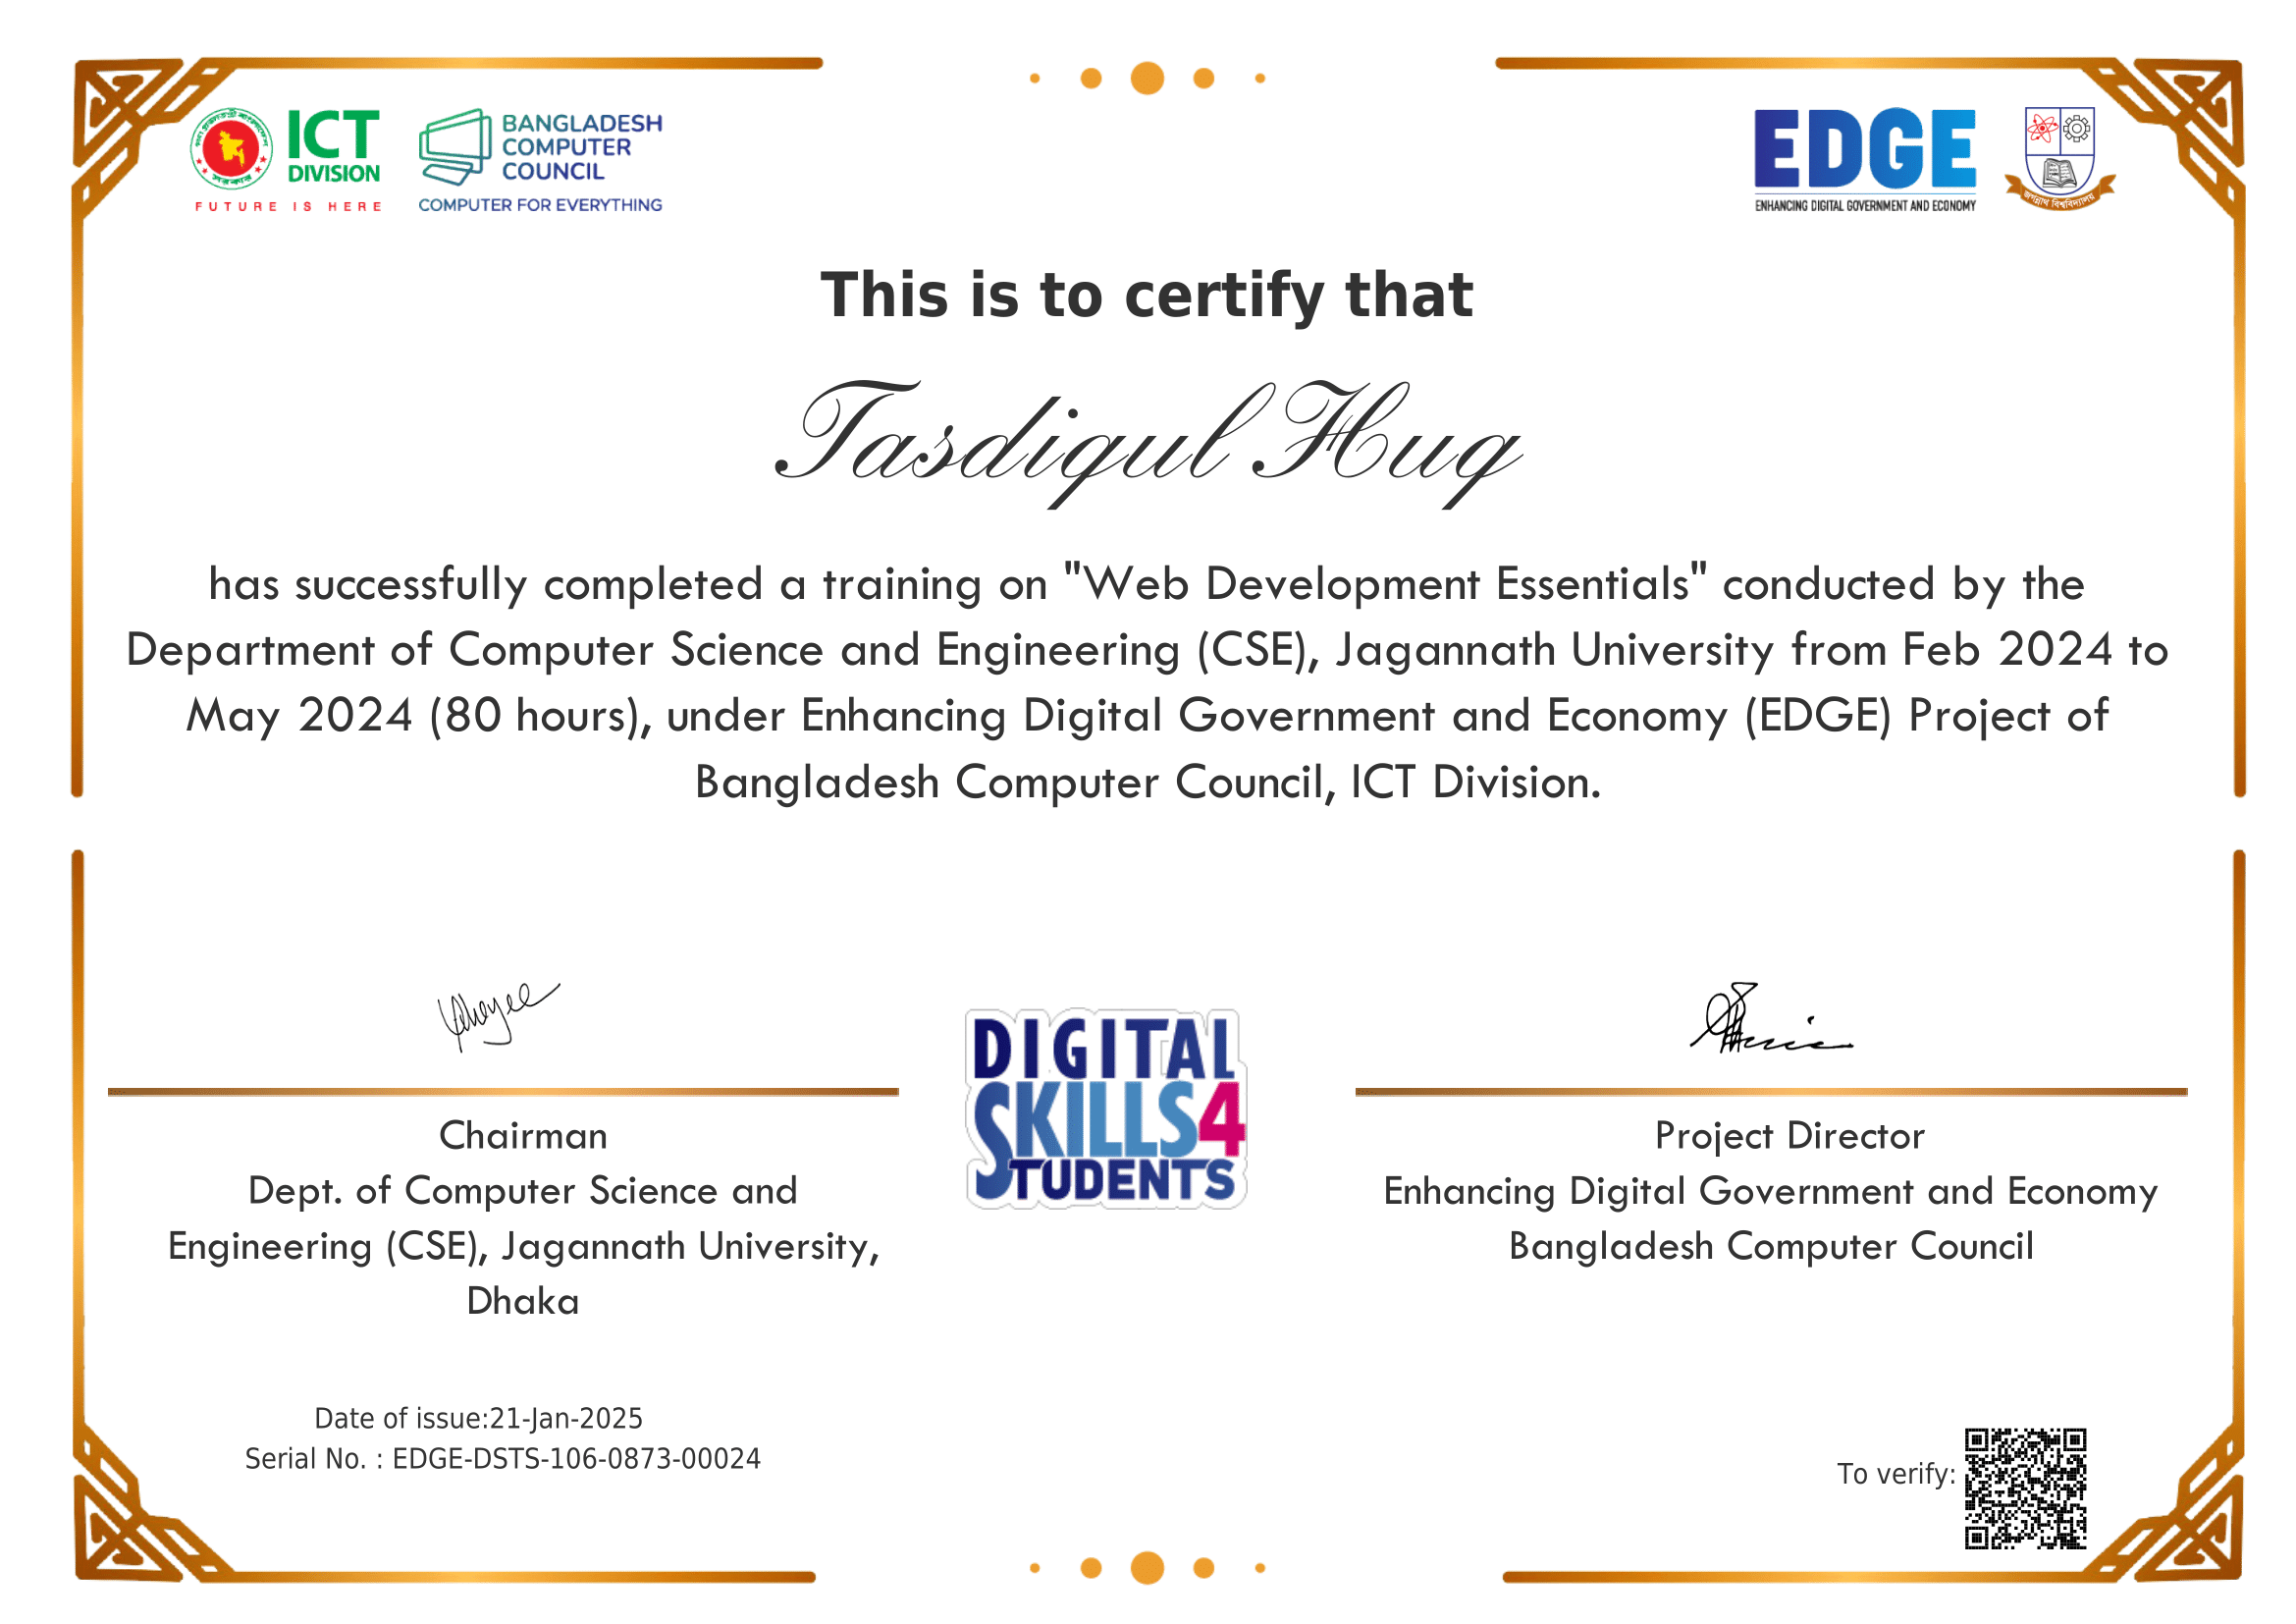 ICT
DIVISION
FUTURE IS HERE
BANGLADESH
COMPUTER
COUNCIL
COMPUTER FOR EVERYTHING
EDGE
ENHANCING DIGITAL GOVERNMENT AND ECONOMY
জগন্নাথ বিশ্ববিদ্যালয়
This is to certify that
Tasdiqul Huq
has successfully completed a training on "Web Development Essentials" conducted by the
Department of Computer Science and Engineering (CSE), Jagannath University from Feb 2024 to
May 2024 (80 hours), under Enhancing Digital Government and Economy (EDGE) Project of
Bangladesh Computer Council, ICT Division.
DIGITAL
SKILLS4
STUDENTS
Chairman
Dept. of Computer Science and
Engineering (CSE), Jagannath University,
Dhaka
Project Director
Enhancing Digital Government and Economy
Bangladesh Computer Council
Date of issue:21-Jan-2025
Serial No. : EDGE-DSTS-106-0873-00024
To verify: